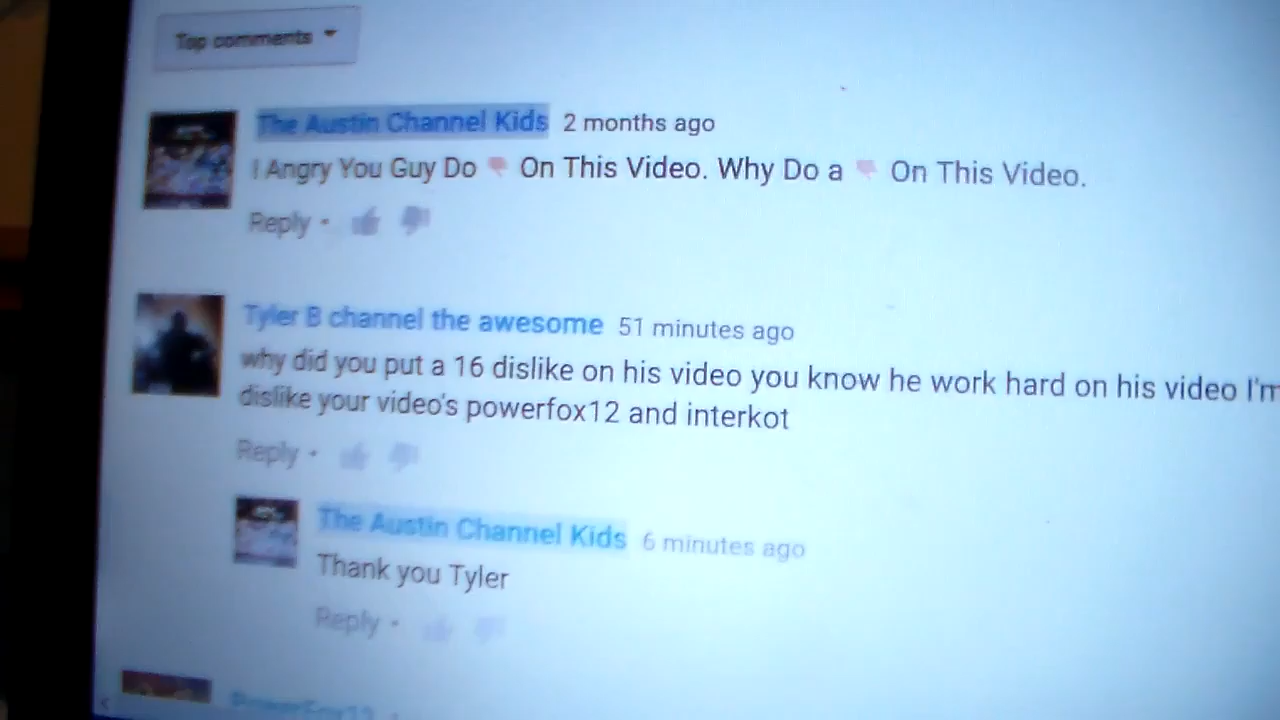 Top comments
The Austin Channel Kids 2 months ago
I Angry You Guy Do 👎 On This Video. Why Do a 👎 On This Video.
Reply •
Tyler B channel the awesome 51 minutes ago
why did you put a 16 dislike on his video you know he work hard on his video I'm
dislike your video's powerfox12 and interkot
Reply •
The Austin Channel Kids 6 minutes ago
Thank you Tyler
Reply •